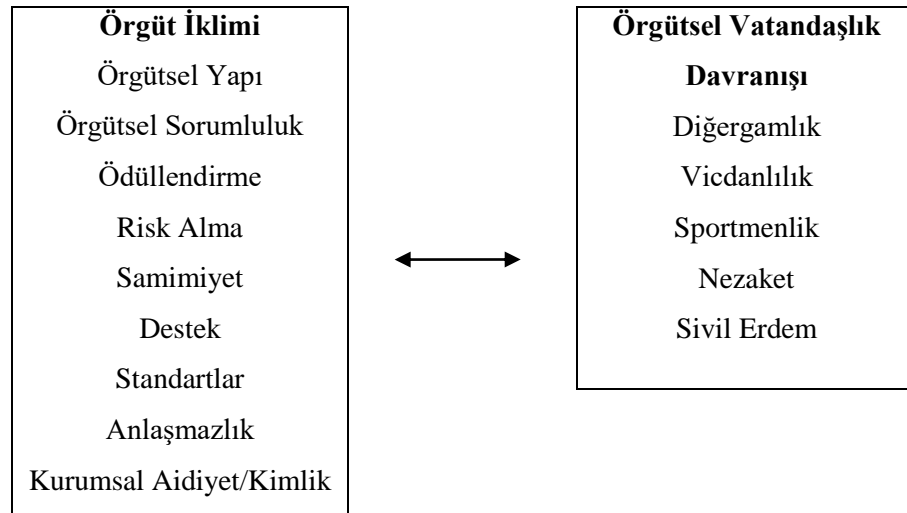 Örgüt İklimi
Örgütsel Yapı
Örgütsel Sorumluluk
Ödüllendirme
Risk Alma
Samimiyet
Destek
Standartlar
Anlaşmazlık
Kurumsal Aidiyet/Kimlik
Örgütsel Vatandaşlık
Davranışı
Diğergamlık
Vicdanlılık
Sportmenlik
Nezaket
Sivil Erdem